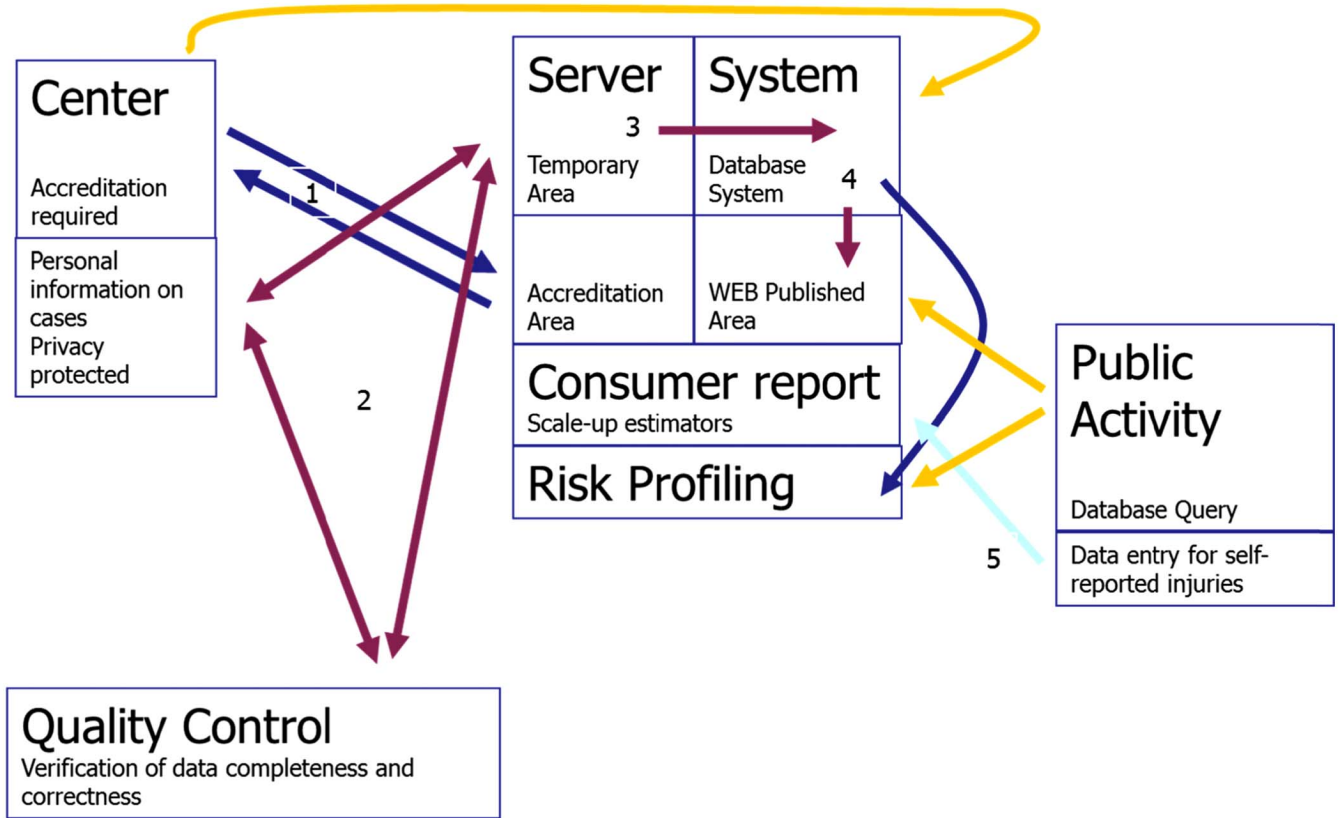 Center
Accreditation
required
Personal
information on
cases
Privacy
protected
1
2
Server
3
Temporary
Area
System
Database
System
4
Accreditation
Area
WEB Published
Area
Consumer report
Scale-up estimators
Risk Profiling
5
Public
Activity
Database Query
Data entry for self-
reported injuries
Quality Control
Verification of data completeness and
correctness